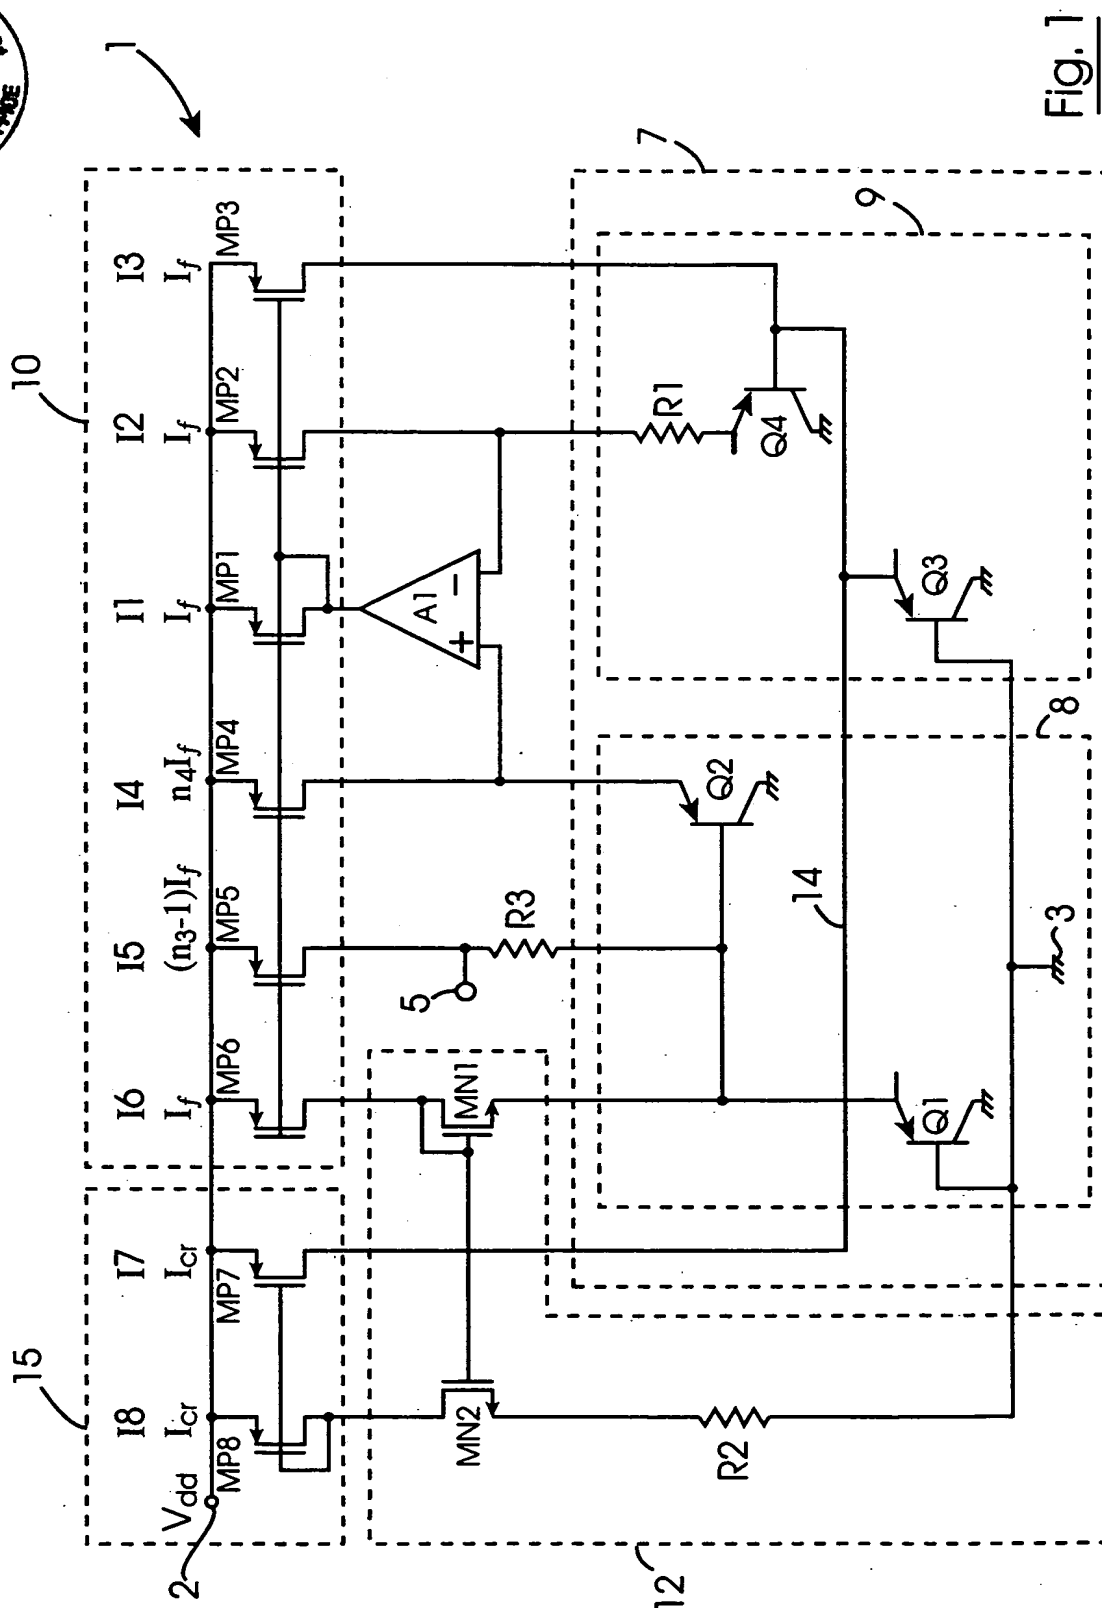 1
Fig. 1
10
15
I8
I7
I6
I5
I4
I1
I2
I3
Vdd
Icr
Icr
If
(n3-1)If
n4If
If
If
If
2
MP8
MP7
MP6
MP5
MP4
MP1
MP2
MP3
A1
+
−
5
R3
R1
MN1
MN2
12
7
9
8
Q2
Q4
14
Q1
Q3
R2
3